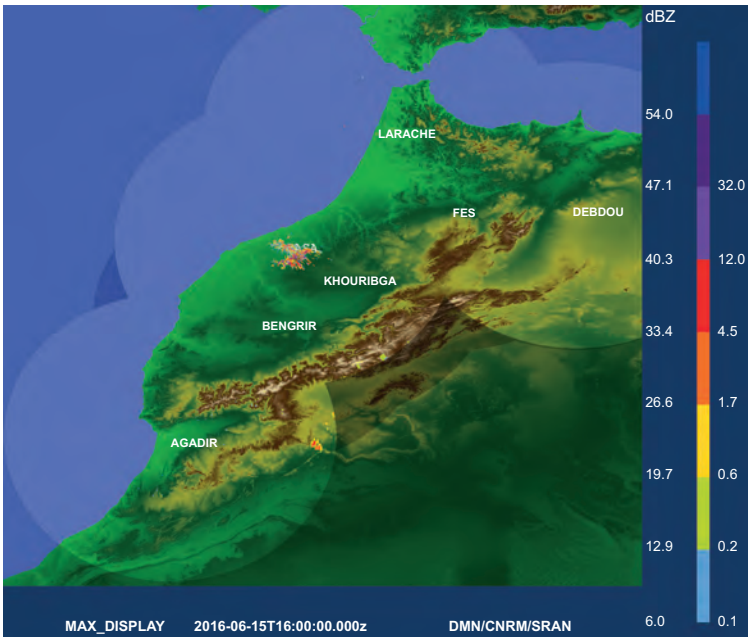 dBZ
54.0
LARACHE
47.1 32.0
FES
DEBDOU
40.3 12.0
KHOURIBGA
BENGRIR
33.4 4.5
26.6 1.7
AGADIR
19.7 0.6
12.9 0.2
6.0 0.1
MAX_DISPLAY 2016-06-15T16:00:00.000z DMN/CNRM/SRAN